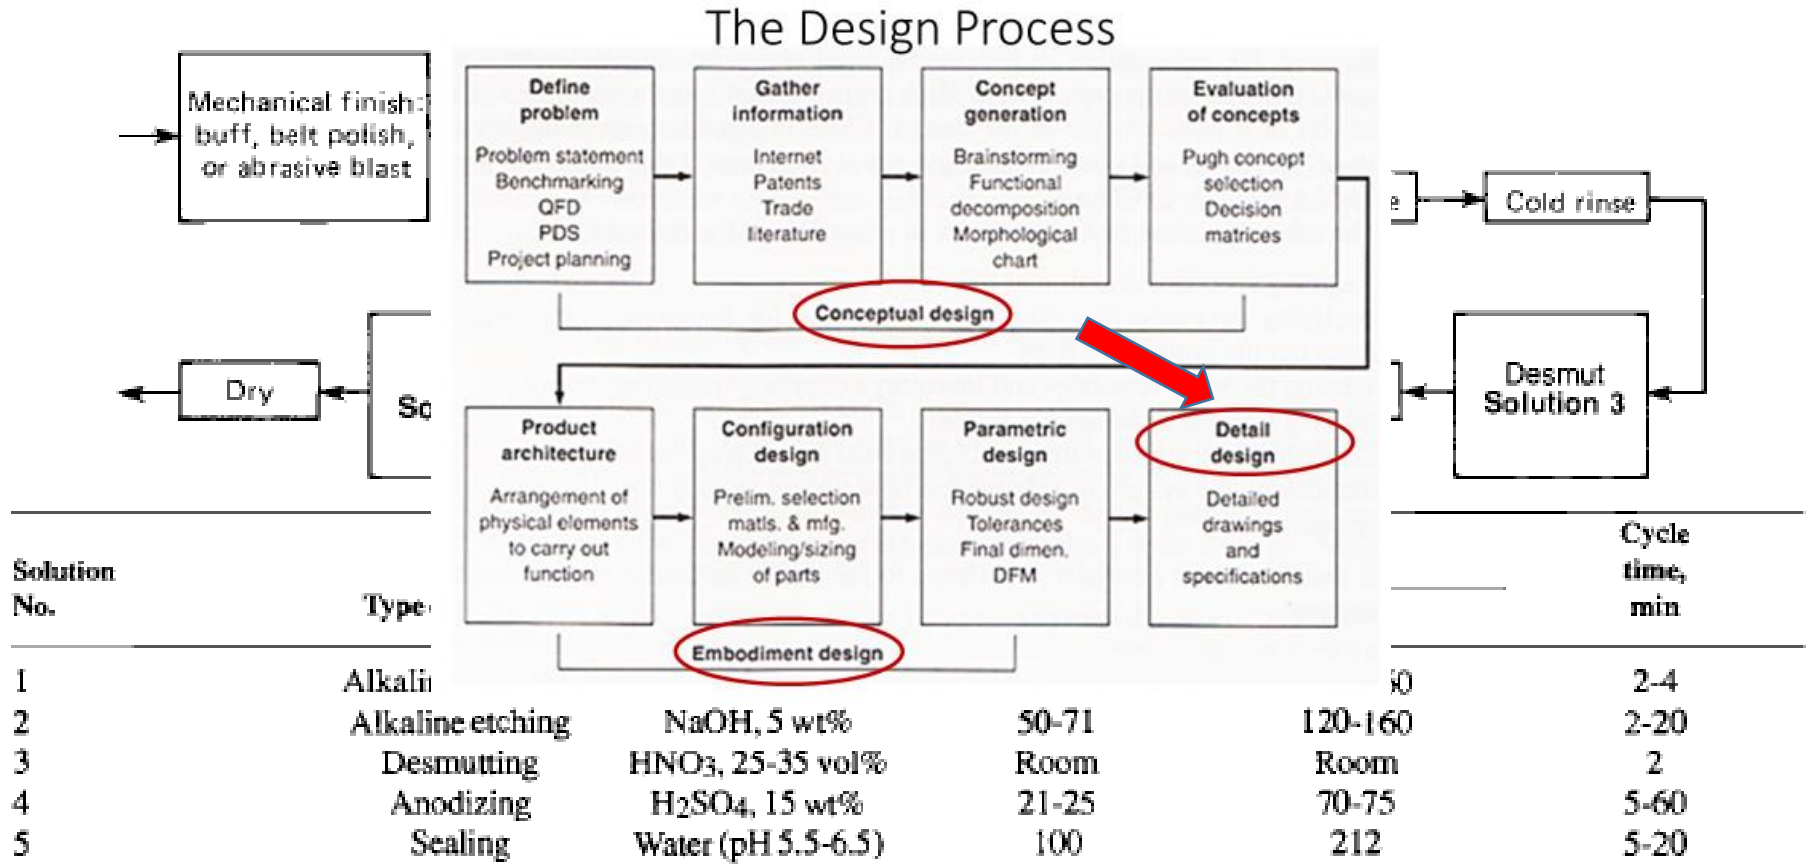 The Design Process
Mechanical finish:
buff, belt polish,
or abrasive blast
Define
problem
Problem statement
Benchmarking
QFD
PDS
Project planning
Gather
information
Internet
Patents
Trade
literature
Concept
generation
Brainstorming
Functional
decomposition
Morphological
chart
Evaluation
of concepts
Pugh concept
selection
Decision
matrices
Cold rinse
Conceptual design
Dry
Desmut
Solution 3
Product
architecture
Arrangement of
physical elements
to carry out
function
Configuration
design
Prelim. selection
matls. & mfg.
Modeling/sizing
of parts
Parametric
design
Robust design
Tolerances
Final dimen.
DFM
Detail
design
Detailed
drawings
and
specifications
Embodiment design
Solution
No.
Type
Cycle
time,
min
1 2-4
2 Alkaline etching NaOH, 5 wt% 50-71 120-160 2-20
3 Desmutting HNO3, 25-35 vol% Room Room 2
4 Anodizing H2SO4, 15 wt% 21-25 70-75 5-60
5 Sealing Water (pH 5.5-6.5) 100 212 5-20